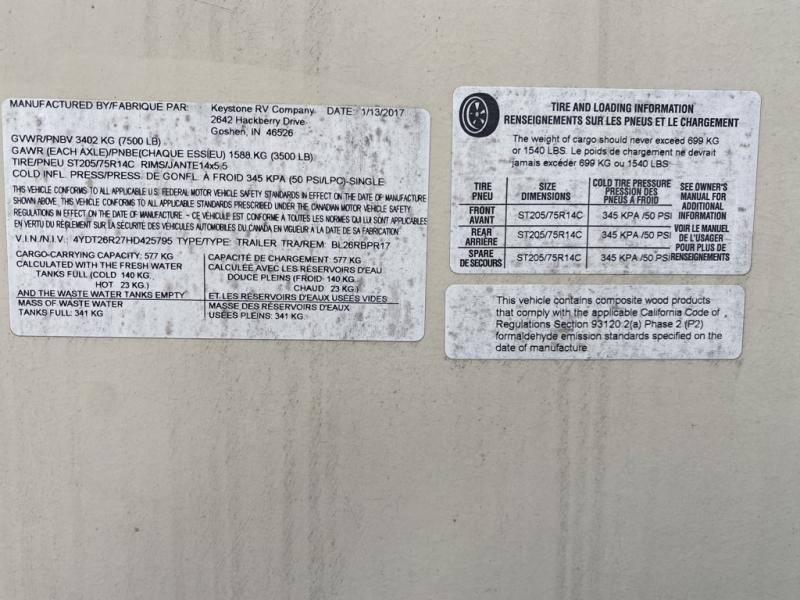 MANUFACTURED BY/FABRIQUE PAR: Keystone RV Company DATE: 1/13/2017
2642 Hackberry Drive
Goshen, IN 46526
GVWR/PNBV 3402 KG (7500 LB)
GAWR (EACH AXLE)/PNBE(CHAQUE ESSIEU) 1588 KG (3500 LB)
TIRE/PNEU ST205/75R14C RIMS/JANTE14x5.5
COLD INFL. PRESS/PRESS. DE GONFL. À FROID 345 KPA (50 PSI/LPC)-SINGLE
THIS VEHICLE CONFORMS TO ALL APPLICABLE U.S. FEDERAL MOTOR VEHICLE SAFETY STANDARDS IN EFFECT ON THE DATE OF MANUFACTURE
SHOWN ABOVE. THIS VEHICLE CONFORMS TO ALL APPLICABLE STANDARDS PRESCRIBED UNDER THE CANADIAN MOTOR VEHICLE SAFETY
REGULATIONS IN EFFECT ON THE DATE OF MANUFACTURE - CE VÉHICULE EST CONFORME À TOUTES LES NORMES QUI LUI SONT APPLICABLES
EN VERTU DU RÈGLEMENT SUR LA SÉCURITÉ DES VÉHICULES AUTOMOBILES DU CANADA EN VIGUEUR À LA DATE DE SA FABRICATION
V.I.N./N.I.V.: 4YDT26R27HD425795 TYPE/TYPE: TRAILER TRA/REM: BL26RBPR17
CARGO-CARRYING CAPACITY: 577 KG
CALCULATED WITH THE FRESH WATER
TANKS FULL (COLD 140 KG.
HOT 23 KG.)
AND THE WASTE WATER TANKS EMPTY
MASS OF WASTE WATER
TANKS FULL: 341 KG
CAPACITÉ DE CHARGEMENT: 577 KG
CALCULÉE AVEC LES RÉSERVOIRS D'EAU
DOUCE PLEINS (FROID: 140 KG
CHAUD 23 KG.)
ET LES RÉSERVOIRS D'EAUX USÉES VIDES
MASSE DES RÉSERVOIRS D'EAUX
USÉES PLEINS: 341 KG
TIRE AND LOADING INFORMATION
RENSEIGNEMENTS SUR LES PNEUS ET LE CHARGEMENT
The weight of cargo should never exceed 699 KG
or 1540 LBS. Le poids de chargement ne devrait
jamais excéder 699 KG ou 1540 LBS
TIRE
PNEU
SIZE
DIMENSIONS
COLD TIRE PRESSURE
PRESSION DES
PNEUS À FROID
SEE OWNER'S
MANUAL FOR
ADDITIONAL
INFORMATION
VOIR LE MANUEL
DE L'USAGER
POUR PLUS DE
RENSEIGNEMENTS
FRONT
AVANT
ST205/75R14C 345 KPA /50 PSI
REAR
ARRIÈRE
ST205/75R14C 345 KPA /50 PSI
SPARE
DE SECOURS
ST205/75R14C 345 KPA /50 PSI
This vehicle contains composite wood products
that comply with the applicable California Code of
Regulations Section 93120.2(a) Phase 2 (P2)
formaldehyde emission standards specified on the
date of manufacture